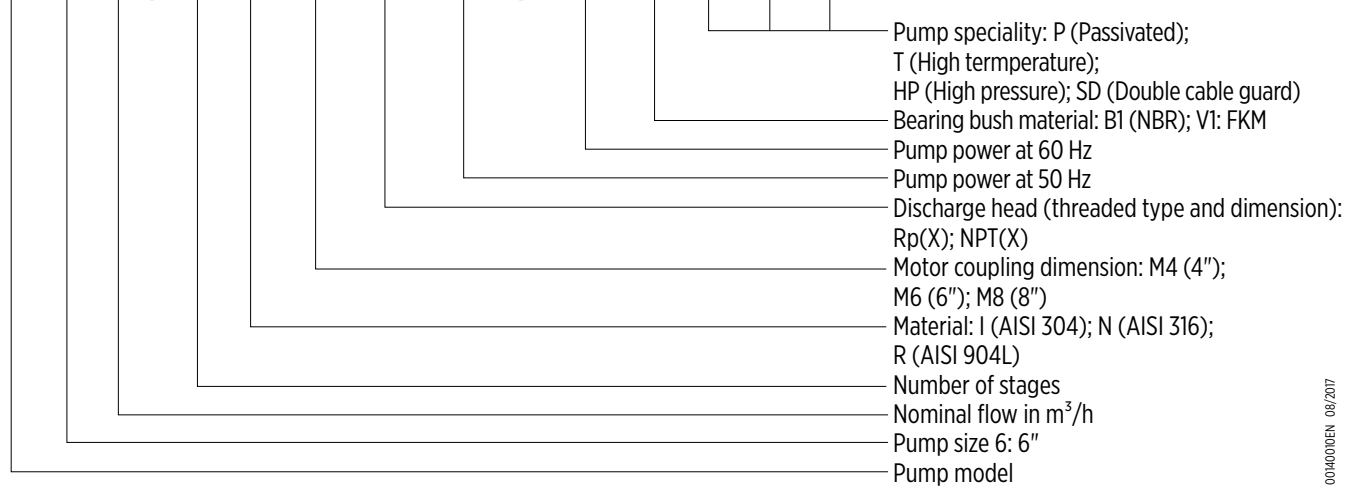 Pump speciality: P (Passivated);
T (High termperature);
HP (High pressure); SD (Double cable guard)
Bearing bush material: B1 (NBR); V1: FKM
Pump power at 60 Hz
Pump power at 50 Hz
Discharge head (threaded type and dimension):
Rp(X); NPT(X)
Motor coupling dimension: M4 (4");
M6 (6"); M8 (8")
Material: I (AISI 304); N (AISI 316);
R (AISI 904L)
Number of stages
Nominal flow in m³/h
Pump size 6: 6"
Pump model
00140010EN 08/2017